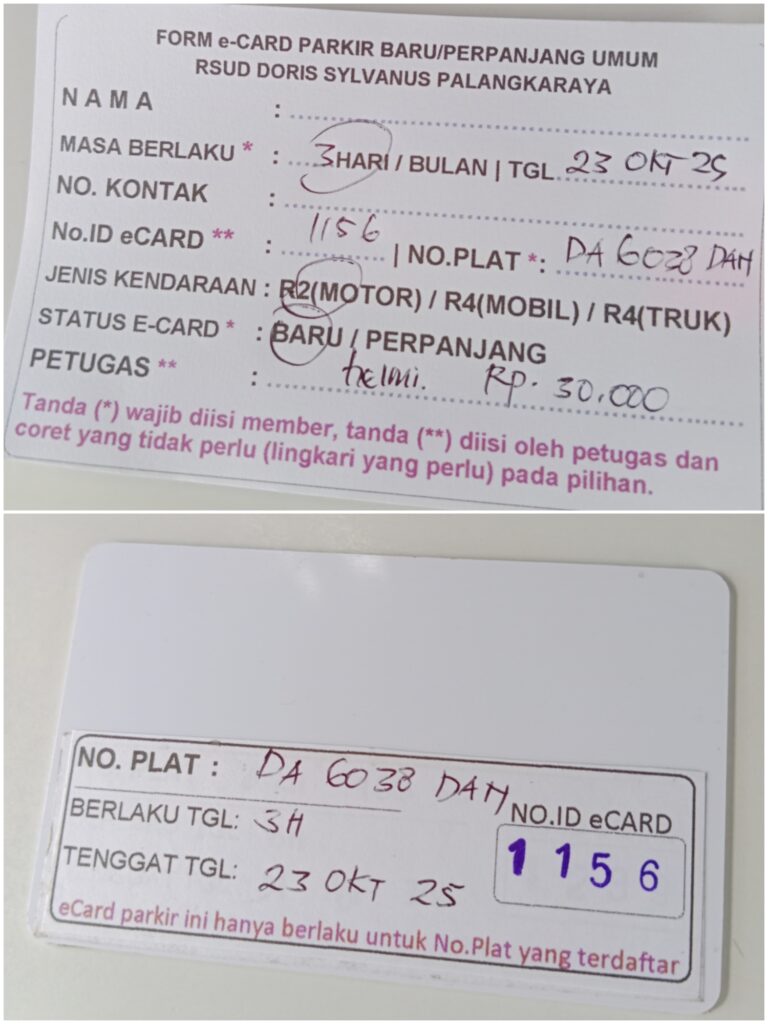 FORM e-CARD PARKIR BARU/PERPANJANG UMUM
RSUD DORIS SYLVANUS PALANGKARAYA
NAMA :
MASA BERLAKU * : 3HARI / BULAN | TGL. 23 OKT 25
NO. KONTAK :
No.ID eCARD ** : 1156 | NO.PLAT *: DA 6038 DAH
JENIS KENDARAAN : R2(MOTOR) / R4(MOBIL) / R4(TRUK)
STATUS E-CARD * : BARU / PERPANJANG
PETUGAS ** : helmi. Rp. 30.000
Tanda (*) wajib diisi member, tanda (**) diisi oleh petugas dan
coret yang tidak perlu (lingkari yang perlu) pada pilihan.
NO. PLAT : DA 6038 DAH
BERLAKU TGL: 3H
TENGGAT TGL: 23 OKT 25
NO.ID eCARD
1156
eCard parkir ini hanya berlaku untuk No.Plat yang terdaftar